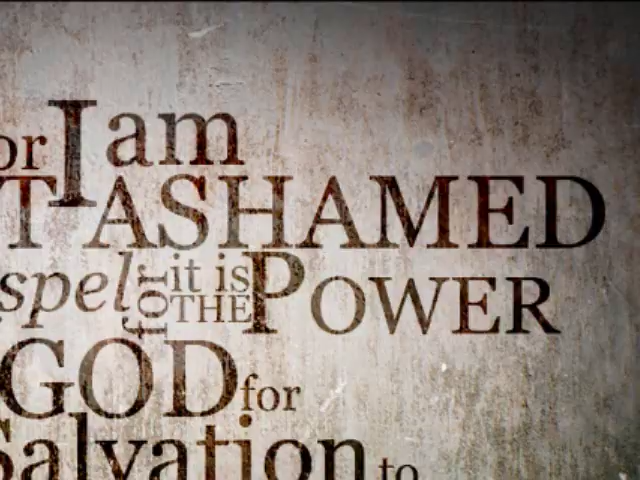 or I am
T ASHAMED
spel for it is THE POWER
GOD for
Salvation to